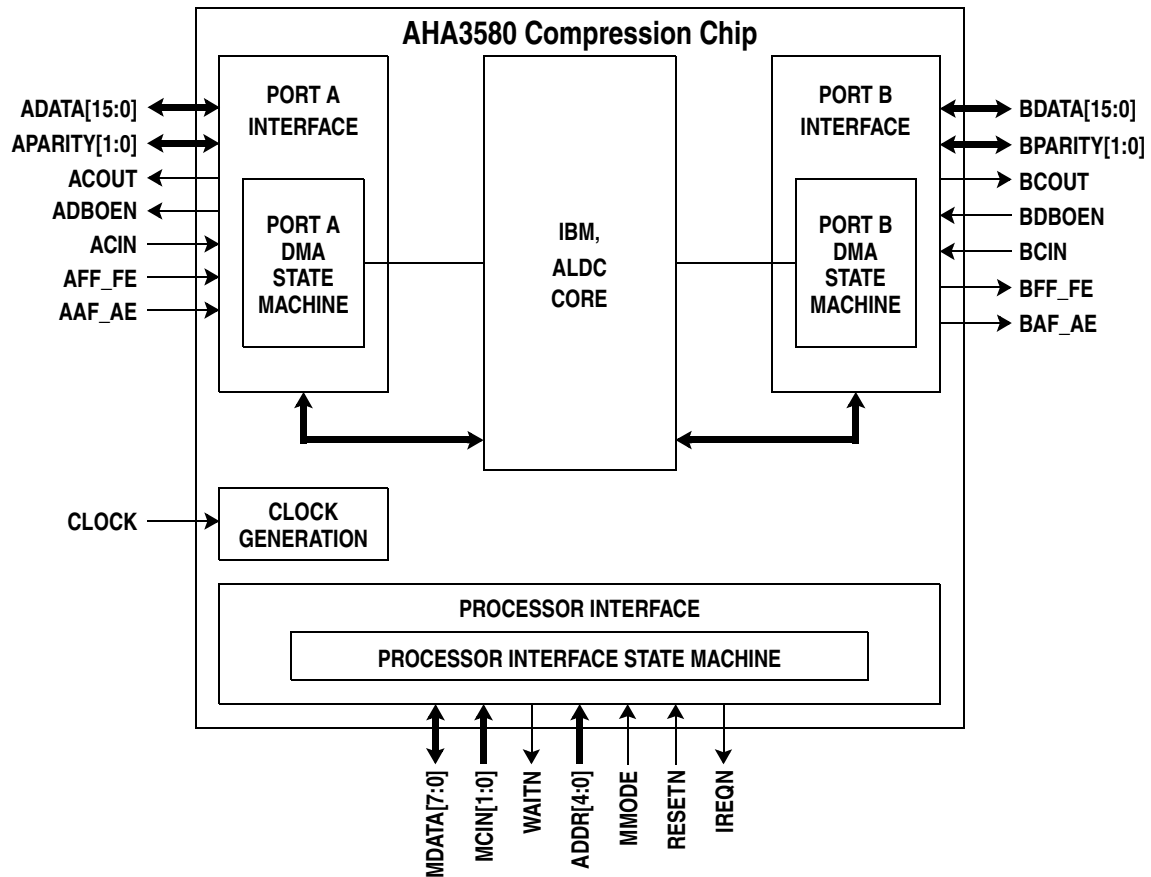 AHA3580 Compression Chip
ADATA[15:0]
APARITY[1:0]
ACOUT
ADBOEN
ACIN
AFF_FE
AAF_AE
PORT A
INTERFACE
PORT A
DMA
STATE
MACHINE
IBM,
ALDC
CORE
PORT B
INTERFACE
PORT B
DMA
STATE
MACHINE
BDATA[15:0]
BPARITY[1:0]
BCOUT
BDBOEN
BCIN
BFF_FE
BAF_AE
CLOCK
CLOCK
GENERATION
PROCESSOR INTERFACE
PROCESSOR INTERFACE STATE MACHINE
MDATA[7:0]
MCIN[1:0]
WAITN
ADDR[4:0]
MMODE
RESETN
IREQN